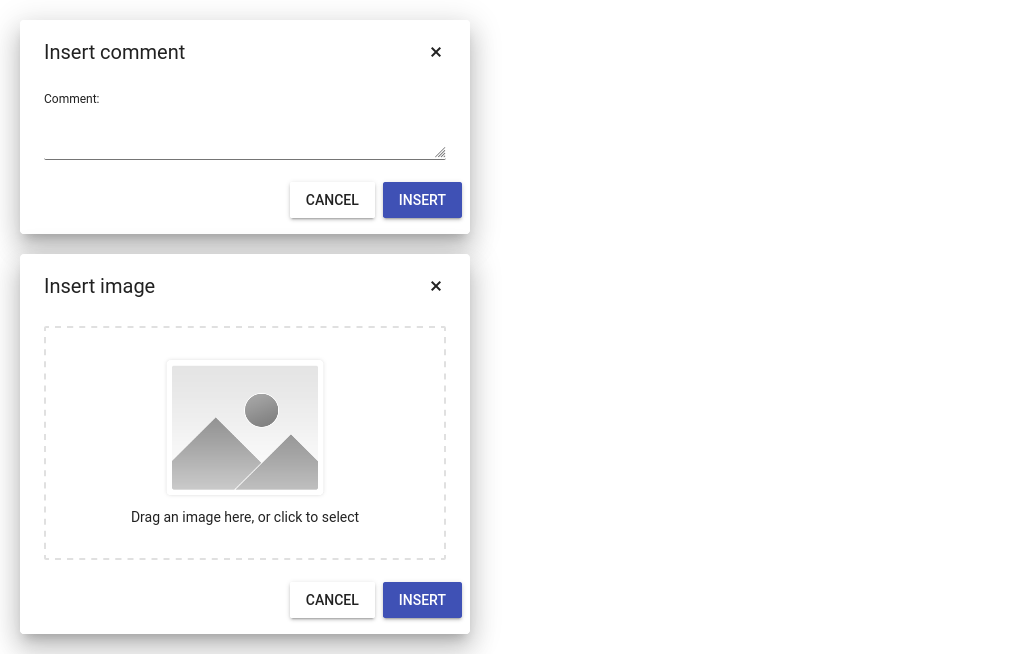 Insert comment
Comment:
CANCEL INSERT
Insert image
Drag an image here, or click to select
CANCEL INSERT